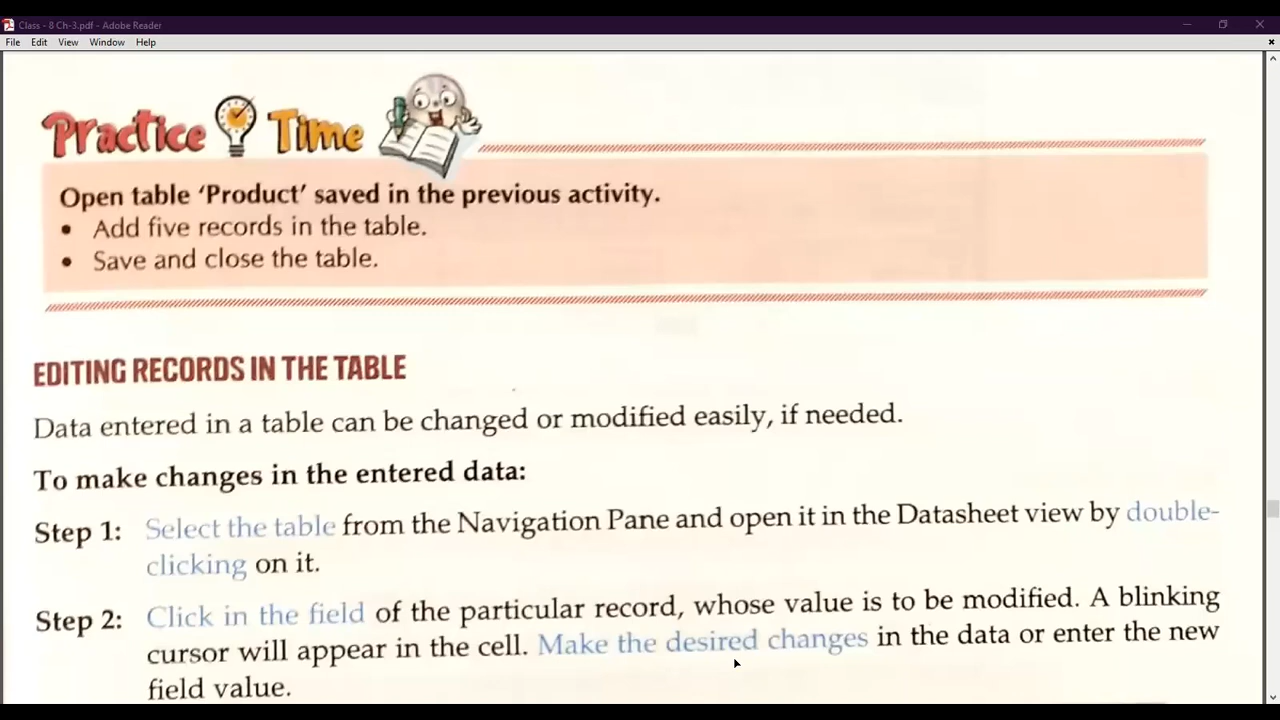 Class - 8 Ch-3.pdf - Adobe Reader
File Edit View Window Help
Practice Time
Open table ‘Product’ saved in the previous activity.
• Add five records in the table.
• Save and close the table.
EDITING RECORDS IN THE TABLE
Data entered in a table can be changed or modified easily, if needed.
To make changes in the entered data:
Step 1: Select the table from the Navigation Pane and open it in the Datasheet view by double-
clicking on it.
Step 2: Click in the field of the particular record, whose value is to be modified. A blinking
cursor will appear in the cell. Make the desired changes in the data or enter the new
field value.